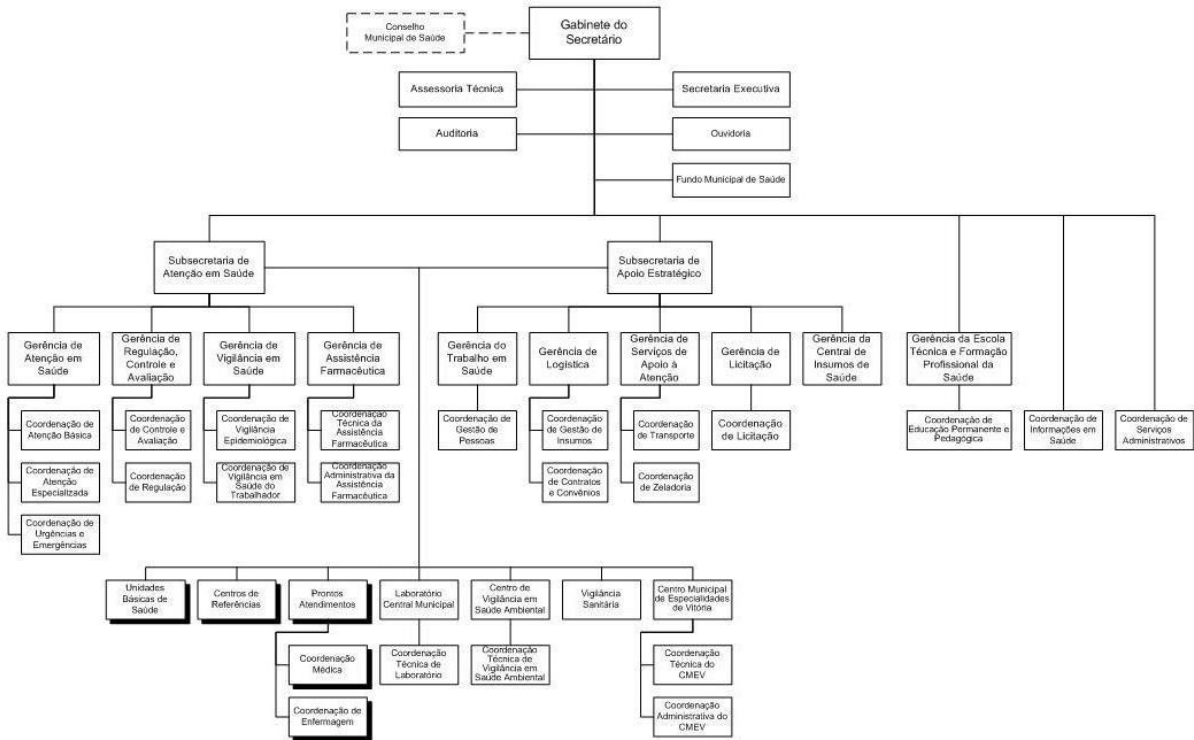 Conselho
Municipal de Saúde
Gabinete do
Secretário
Assessoria Técnica
Secretaria Executiva
Auditoria
Ouvidoria
Fundo Municipal de Saúde
Subsecretaria de
Atenção em Saúde
Subsecretaria de
Apoio Estratégico
Gerência de
Atenção em
Saúde
Gerência de
Regulação,
Controle e
Avaliação
Gerência de
Vigilância em
Saúde
Gerência de
Assistência
Farmacêutica
Gerência do
Trabalho em
Saúde
Gerência de
Logística
Gerência de
Serviços de
Apoio à
Atenção
Gerência de
Licitação
Gerência da
Central de
Insumos de
Saúde
Gerência da Escola
Técnica e Formação
Profissional da
Saúde
Coordenação de
Atenção Básica
Coordenação
de Controle e
Avaliação
Coordenação de
Vigilância
Epidemiológica
Coordenação
Técnica da
Assistência
Farmacêutica
Coordenação de
Gestão de
Pessoas
Coordenação
de Gestão de
Insumos
Coordenação
de Transporte
Coordenação
de Licitação
Coordenação de
Educação Permanente e
Pedagógica
Coordenação de
Informações em
Saúde
Coordenação de
Serviços
Administrativos
Coordenação de
Atenção
Especializada
Coordenação
de Regulação
Coordenação de
Vigilância em
Saúde do
Trabalhador
Coordenação
Administrativa da
Assistência
Farmacêutica
Coordenação
de Contratos
e Convênios
Coordenação
de Zeladoria
Coordenação de
Urgências e
Emergências
Unidades
Básicas de
Saúde
Centros de
Referências
Prontos
Atendimentos
Laboratório
Central Municipal
Centro de
Vigilância em
Saúde Ambiental
Vigilância
Sanitária
Centro Municipal
de Especialidades
de Vitória
Coordenação
Médica
Coordenação
Técnica de
Laboratório
Coordenação
Técnica de
Vigilância em
Saúde Ambiental
Coordenação
Técnica do
CMEV
Coordenação de
Enfermagem
Coordenação
Administrativa do
CMEV